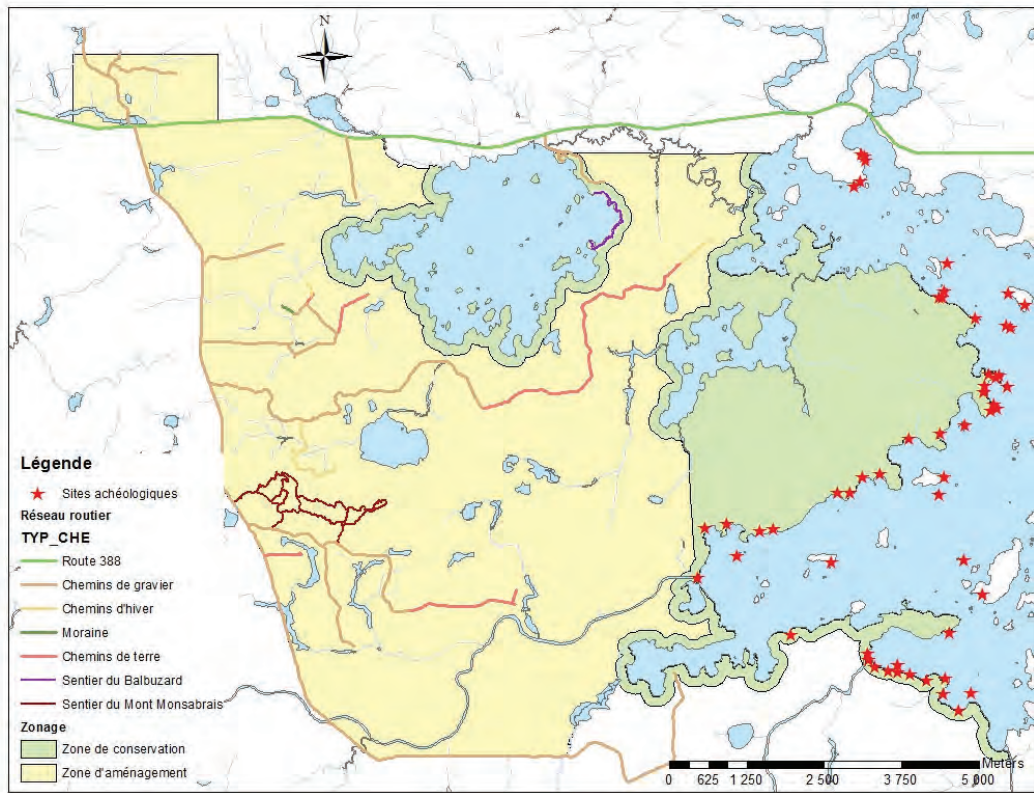 N
Légende
Sites achéologiques
Réseau routier
TYP_CHE
Route 388
Chemins de gravier
Chemins d'hiver
Moraine
Chemins de terre
Sentier du Balbuzard
Sentier du Mont Monsabrais
Zonage
Zone de conservation
Zone d'aménagement
Meters
0 625 1 250 2 500 3 750 5 000